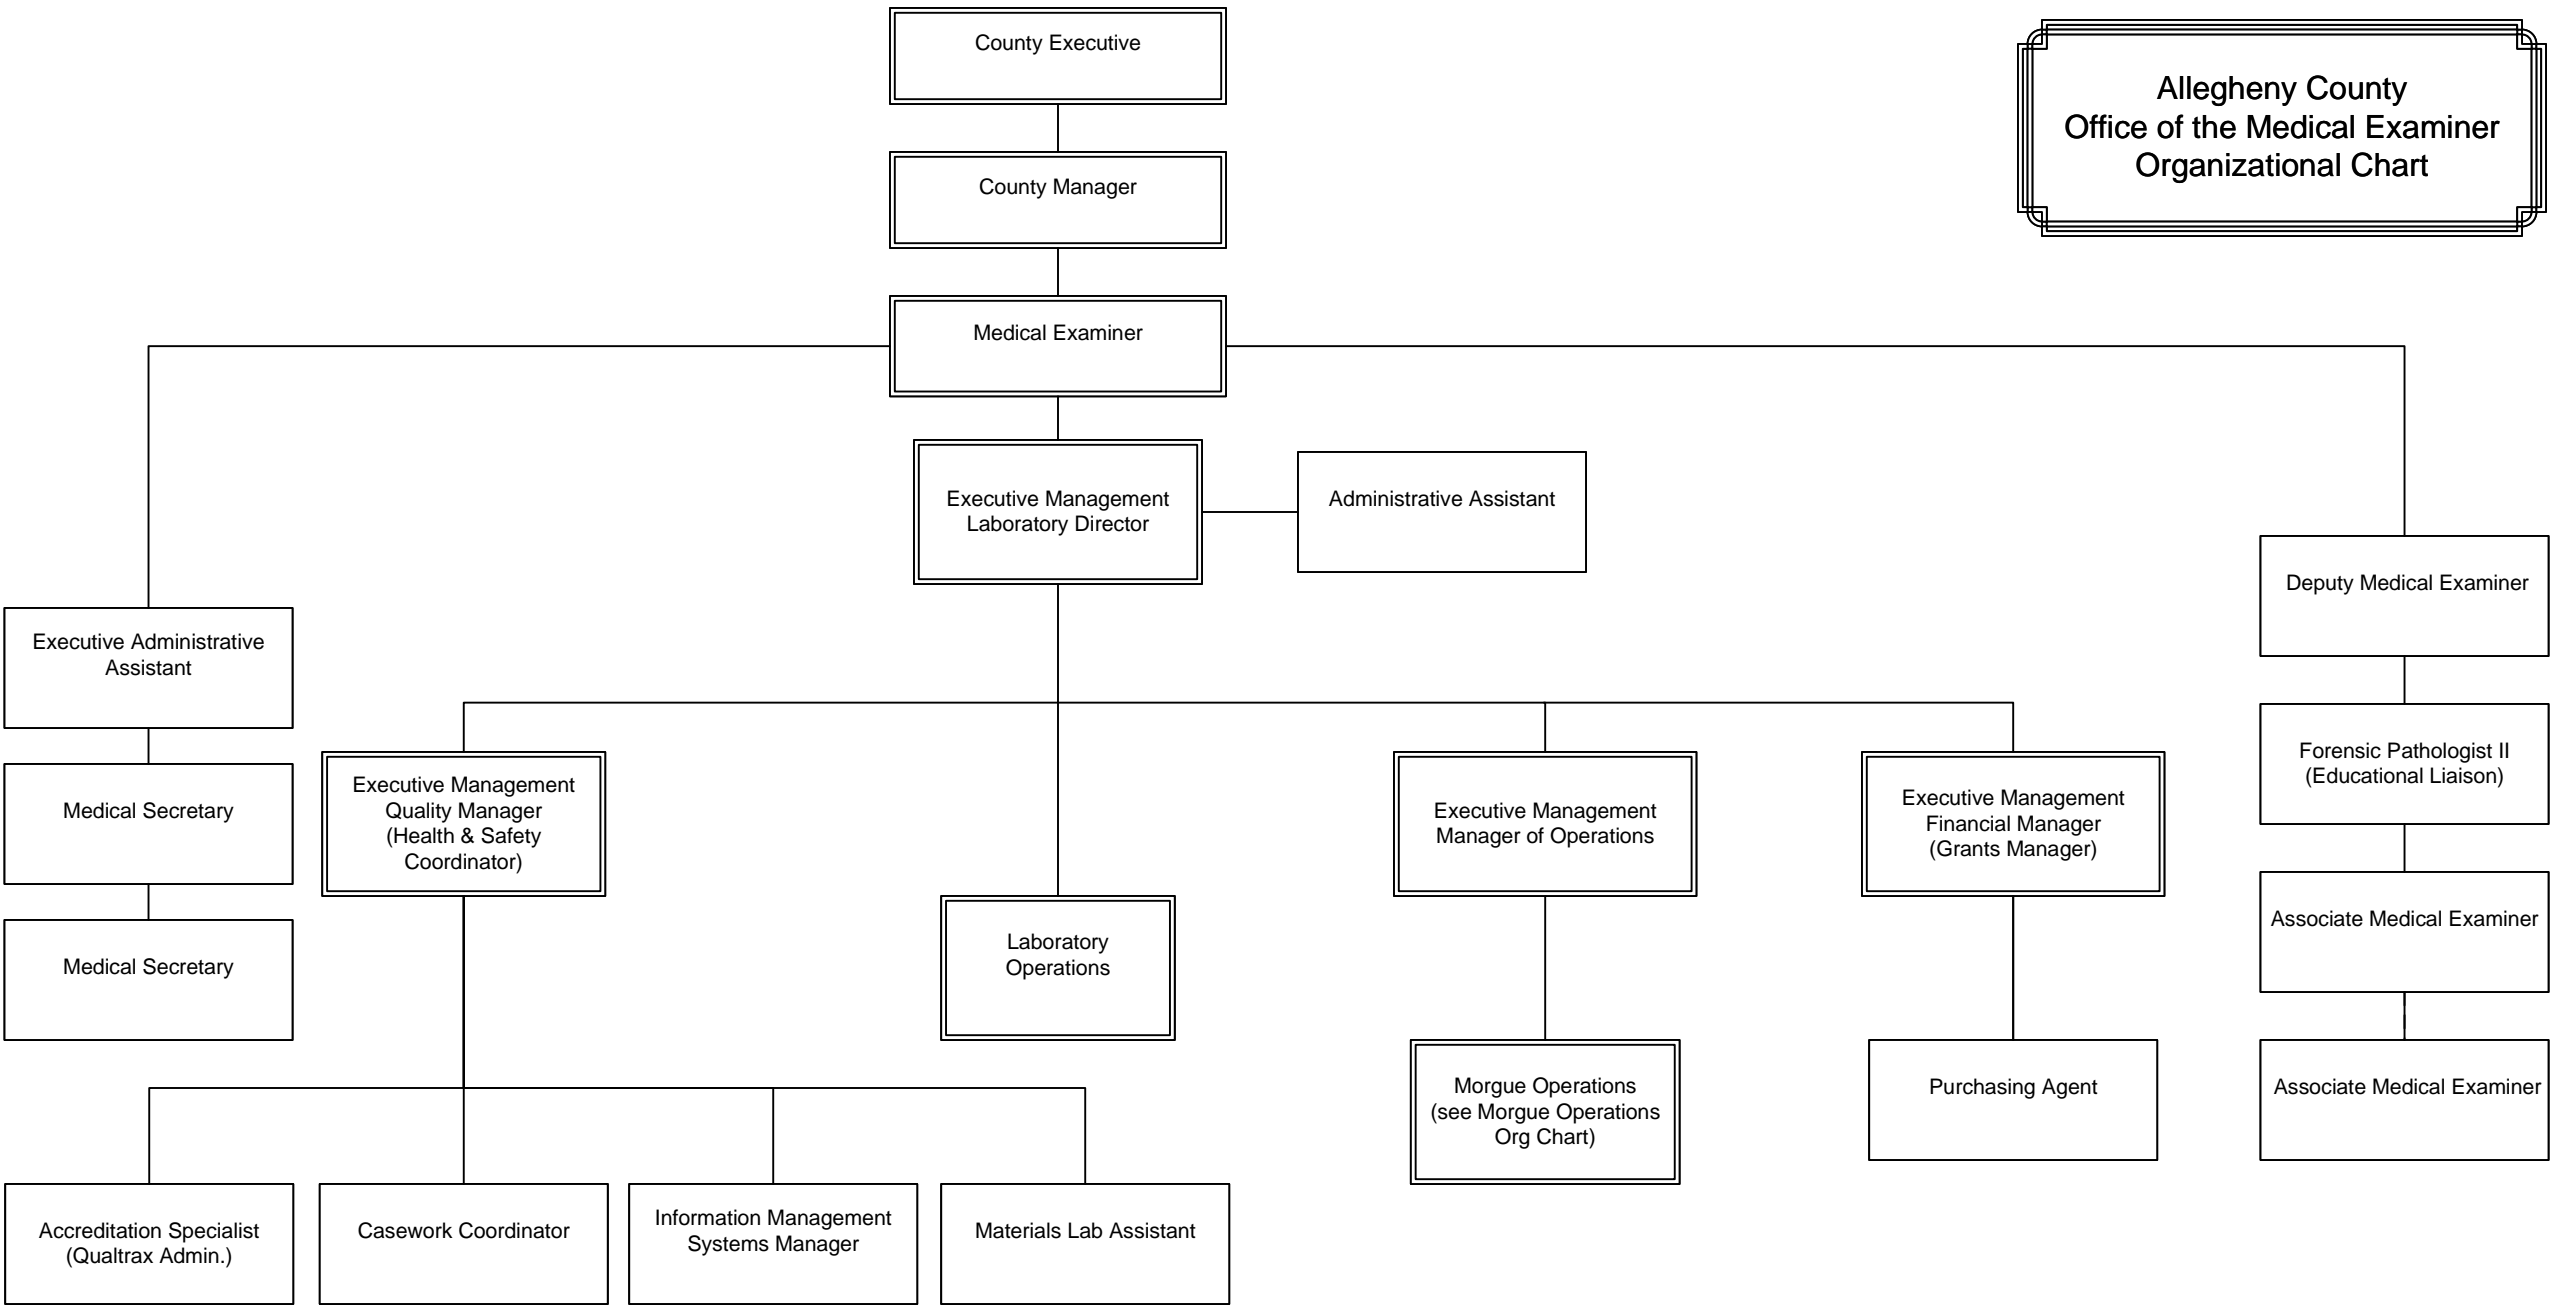 Allegheny County
Office of the Medical Examiner
Organizational Chart
County Executive
County Manager
Medical Examiner
Executive Management
Laboratory Director
Administrative Assistant
Deputy Medical Examiner
Executive Administrative
Assistant
Forensic Pathologist II
(Educational Liaison)
Medical Secretary
Executive Management
Quality Manager
(Health & Safety
Coordinator)
Executive Management
Manager of Operations
Executive Management
Financial Manager
(Grants Manager)
Medical Secretary
Laboratory
Operations
Associate Medical Examiner
Morgue Operations
(see Morgue Operations
Org Chart)
Purchasing Agent
Associate Medical Examiner
Accreditation Specialist
(Qualtrax Admin.)
Casework Coordinator
Information Management
Systems Manager
Materials Lab Assistant